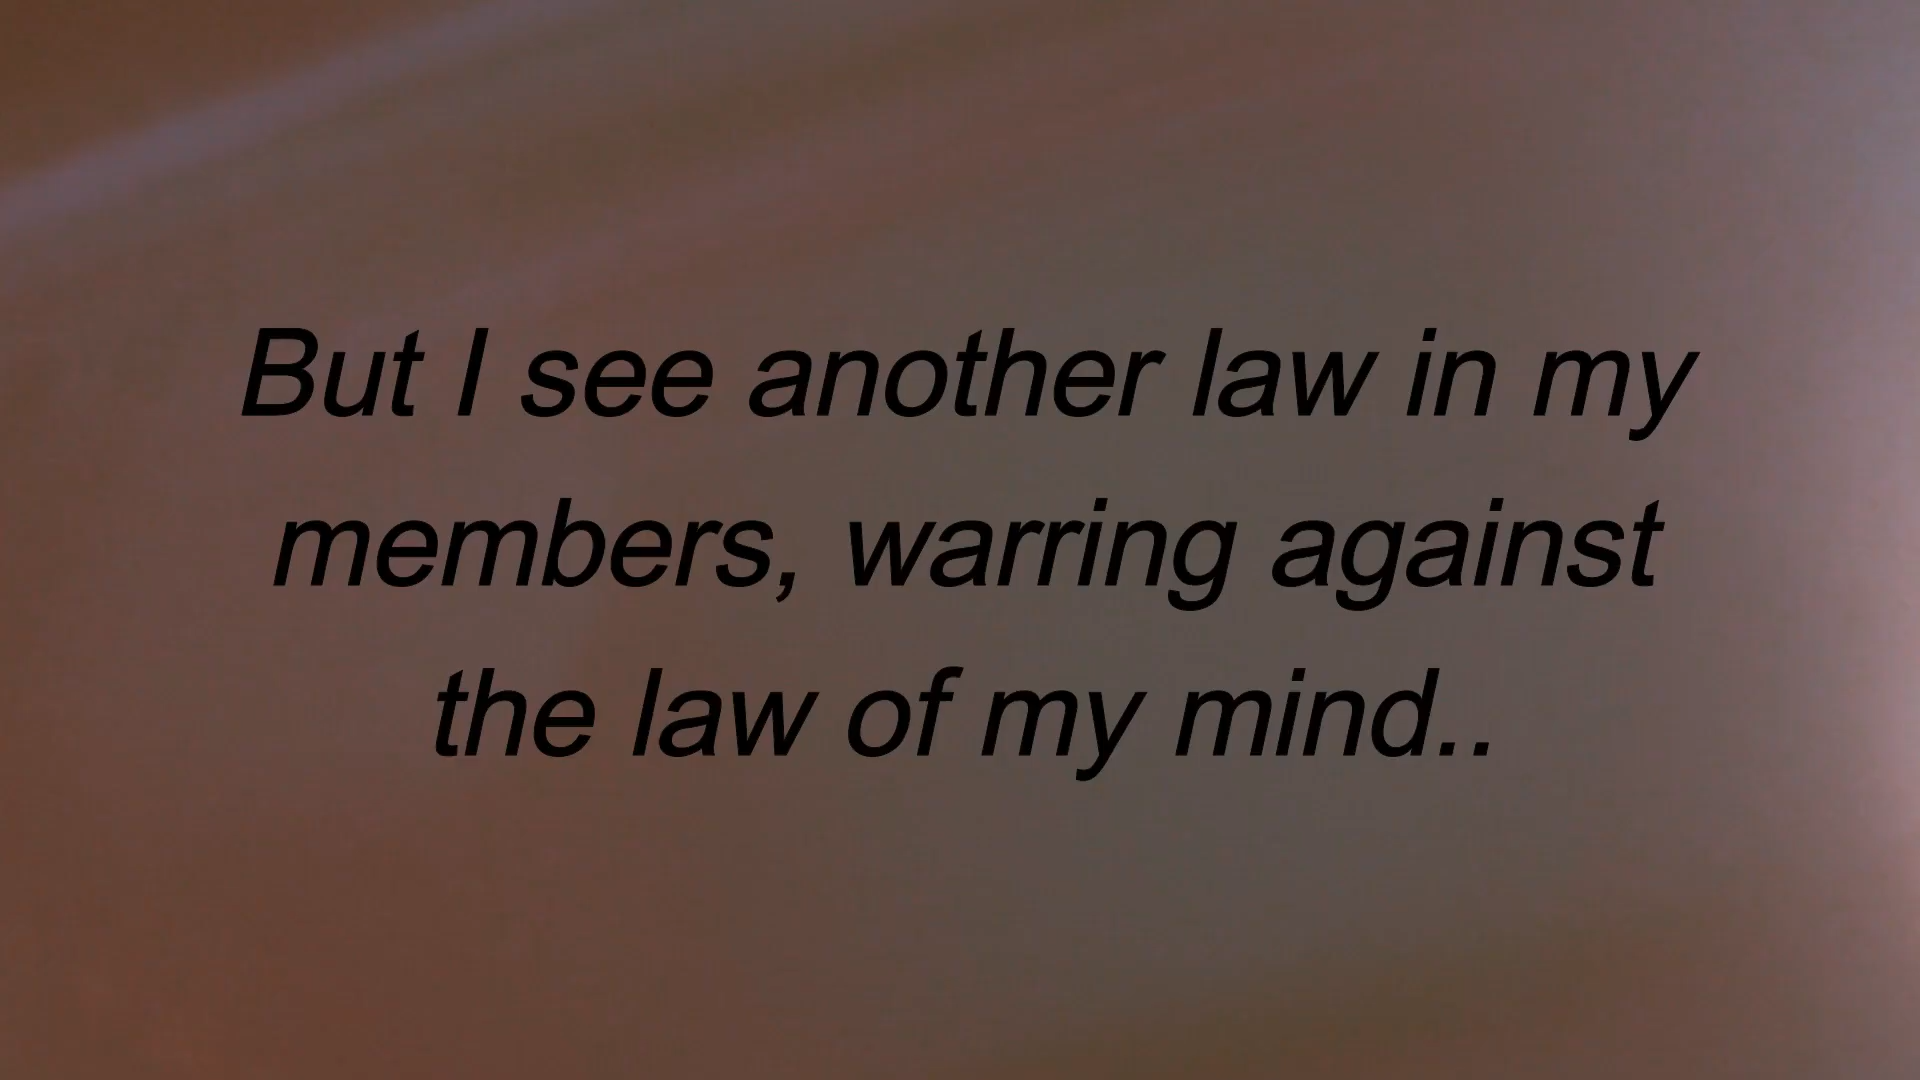 But I see another law in my
members, warring against
the law of my mind..